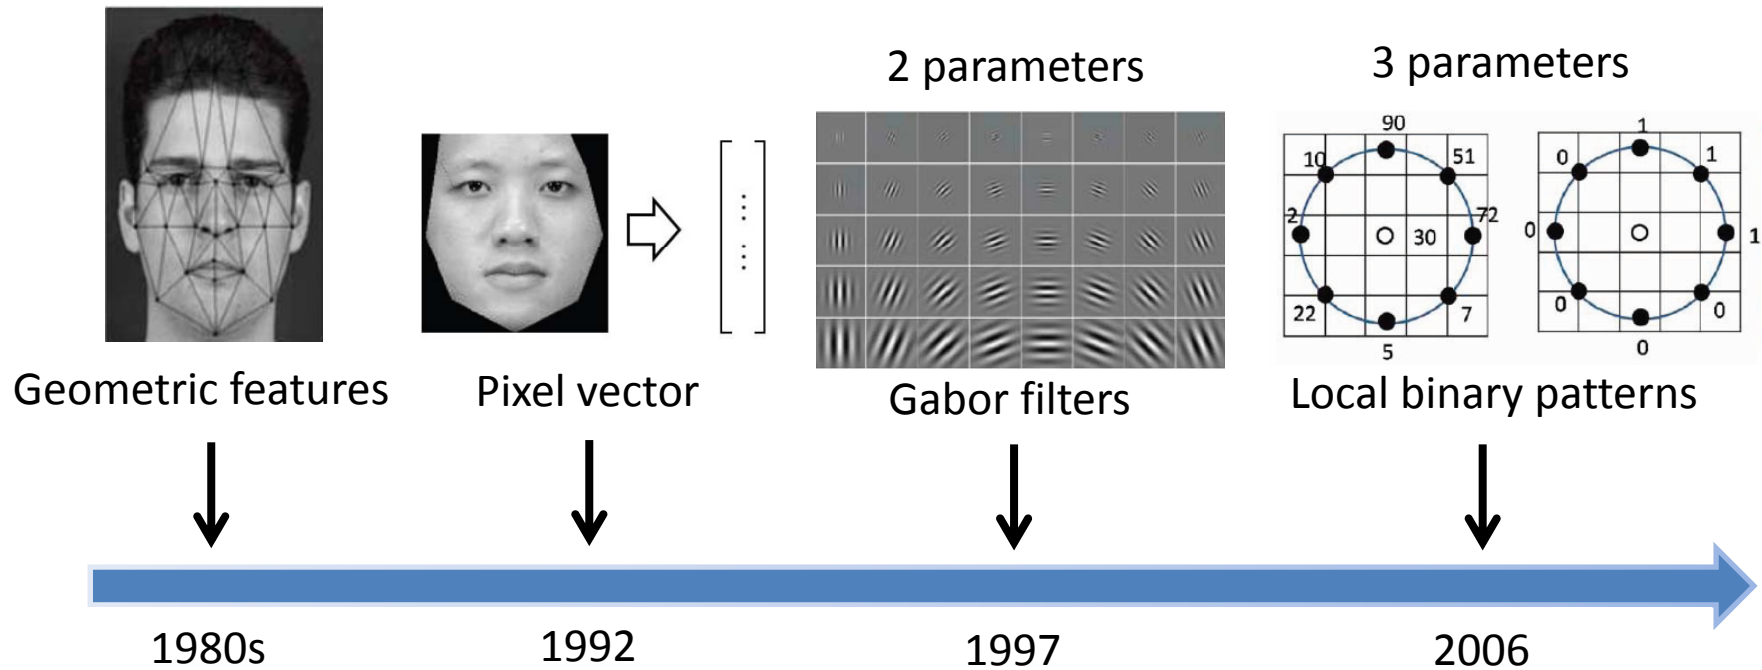 2 parameters
3 parameters
90
10
51
2
72
30
22
7
5
1
0
1
0
1
0
0
0
Geometric features
Pixel vector
Gabor filters
Local binary patterns
1980s
1992
1997
2006